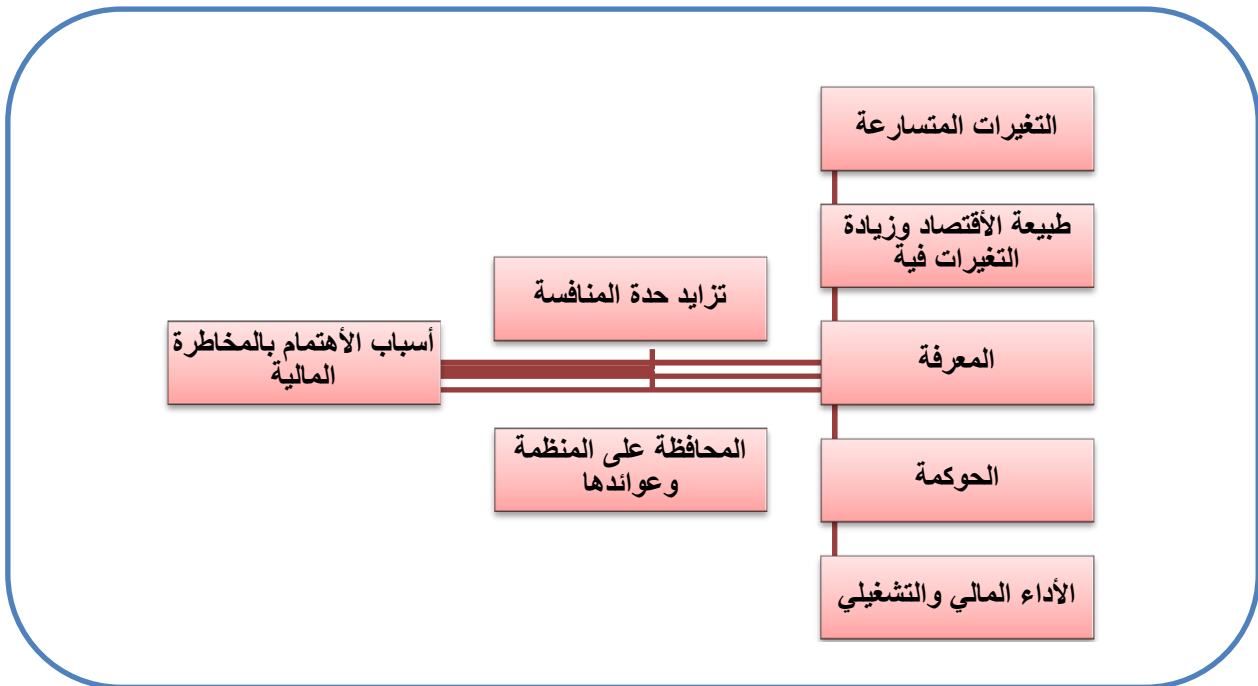 التغيرات المتسارعة
طبيعة الأقتصاد وزيادة
التغيرات فية
تزايد حدة المنافسة
أسباب الأهتمام بالمخاطرة
المالية
المعرفة
المحافظة على المنظمة
وعوائدها
الحوكمة
الأداء المالي والتشغيلي